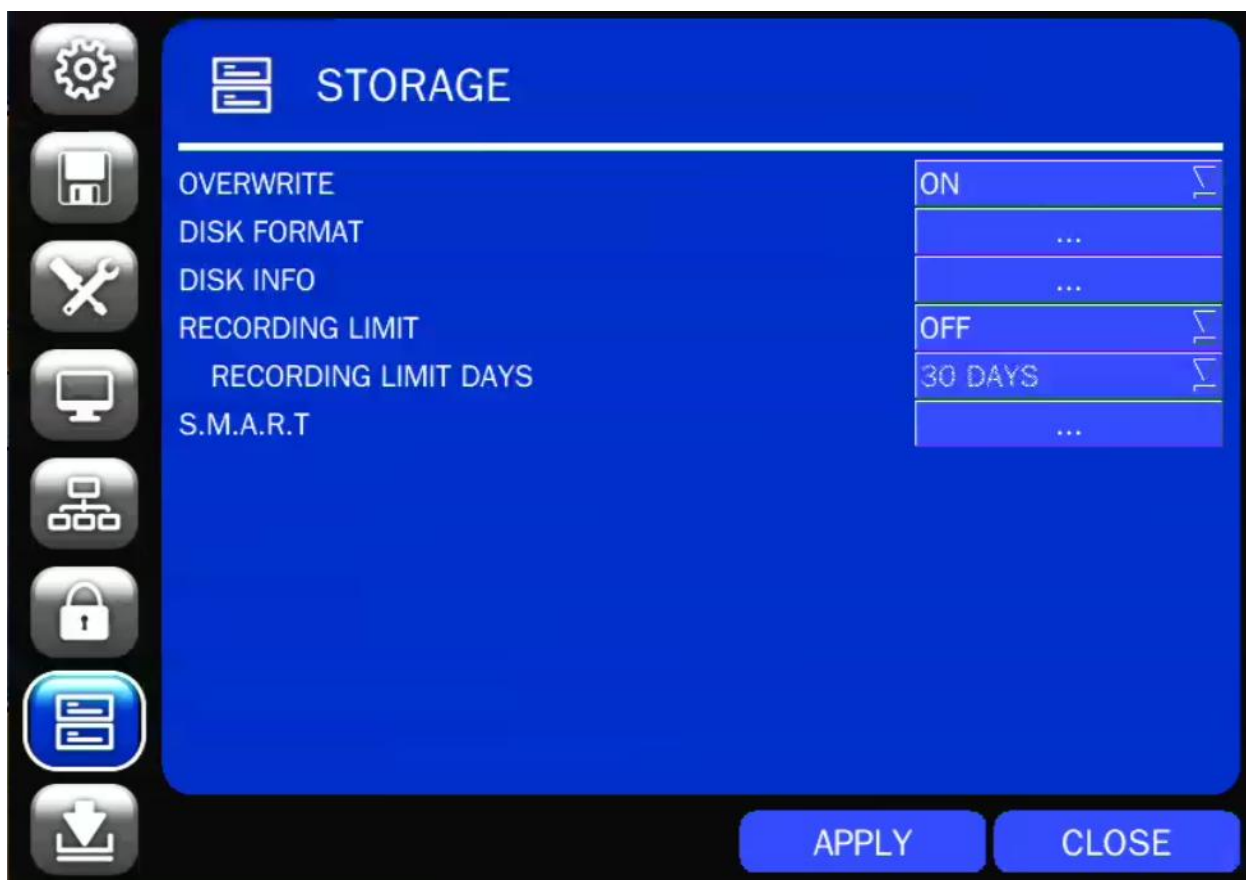 STORAGE
OVERWRITE ON
DISK FORMAT ...
DISK INFO ...
RECORDING LIMIT OFF
RECORDING LIMIT DAYS 30 DAYS
S.M.A.R.T ...
APPLY CLOSE